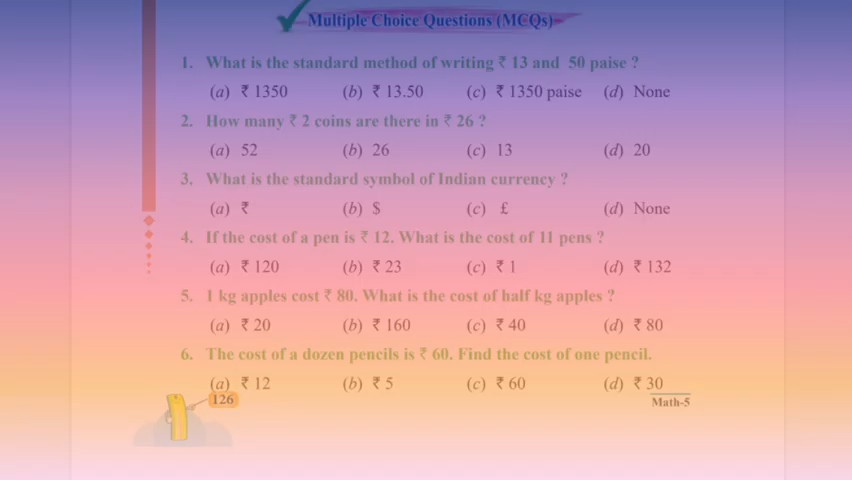 Multiple Choice Questions (MCQs)
1. What is the standard method of writing ₹ 13 and 50 paise ?
(a) ₹ 1350 (b) ₹ 13.50 (c) ₹ 1350 paise (d) None
2. How many ₹ 2 coins are there in ₹ 26 ?
(a) 52 (b) 26 (c) 13 (d) 20
3. What is the standard symbol of Indian currency ?
(a) ₹ (b) $ (c) £ (d) None
4. If the cost of a pen is ₹ 12. What is the cost of 11 pens ?
(a) ₹ 120 (b) ₹ 23 (c) ₹ 1 (d) ₹ 132
5. 1 kg apples cost ₹ 80. What is the cost of half kg apples ?
(a) ₹ 20 (b) ₹ 160 (c) ₹ 40 (d) ₹ 80
6. The cost of a dozen pencils is ₹ 60. Find the cost of one pencil.
(a) ₹ 12 (b) ₹ 5 (c) ₹ 60 (d) ₹ 30
126 Math-5